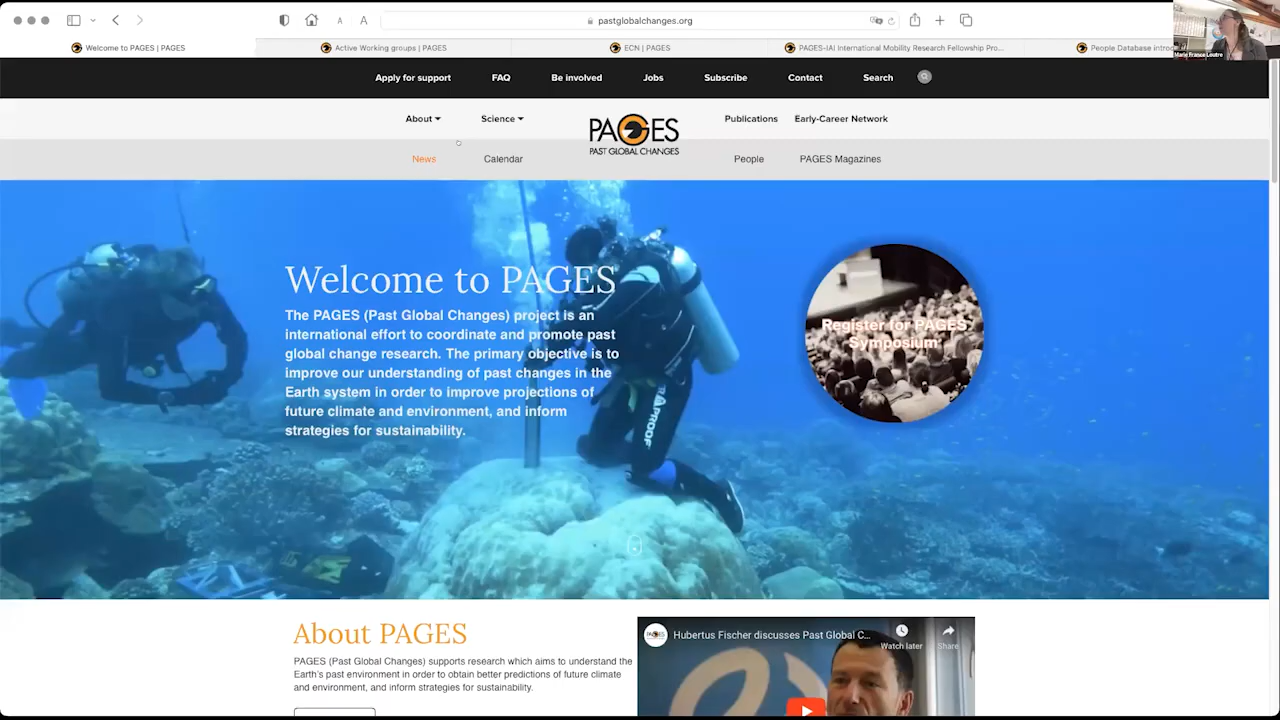 A A
pastglobalchanges.org
Welcome to PAGES | PAGES
Active Working groups | PAGES
ECN | PAGES
PAGES-IAI International Mobility Research Fellowship Pro...
People Database intro
Marie France Loutre
Apply for support FAQ Be involved Jobs Subscribe Contact Search
About Science Publications Early-Career Network
PAGES
PAST GLOBAL CHANGES
News Calendar People PAGES Magazines
Welcome to PAGES
The PAGES (Past Global Changes) project is an
international effort to coordinate and promote past
global change research. The primary objective is to
improve our understanding of past changes in the
Earth system in order to improve projections of
future climate and environment, and inform
strategies for sustainability.
Register for PAGES
Symposium
About PAGES
PAGES (Past Global Changes) supports research which aims to understand the
Earth's past environment in order to obtain better predictions of future climate
and environment, and inform strategies for sustainability.
PAGES
Hubertus Fischer discusses Past Global C...
Watch later Share